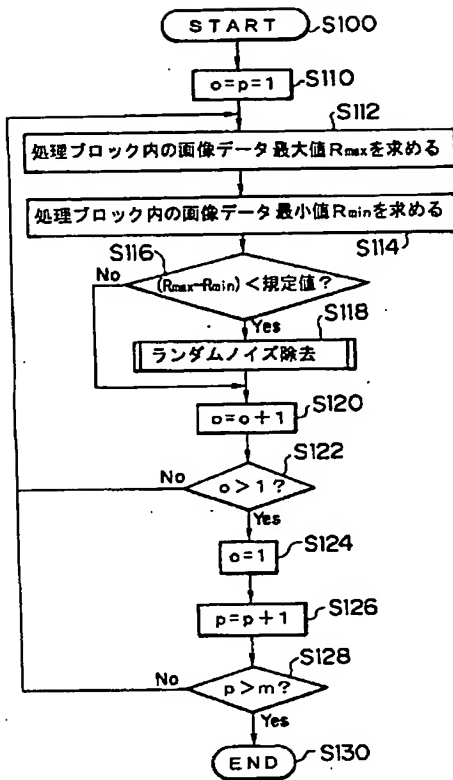 START
S100
o=p=1
S110
S112
処理ブロック内の画像データ最大値Rmaxを求める
処理ブロック内の画像データ最小値Rminを求める
S114
S116
No
(Rmax-Rmin)<規定値?
Yes
S118
ランダムノイズ除去
S120
o=o+1
S122
No
o>1?
Yes
S124
o=1
p=p+1
S126
S128
No
p>m?
Yes
END
S130